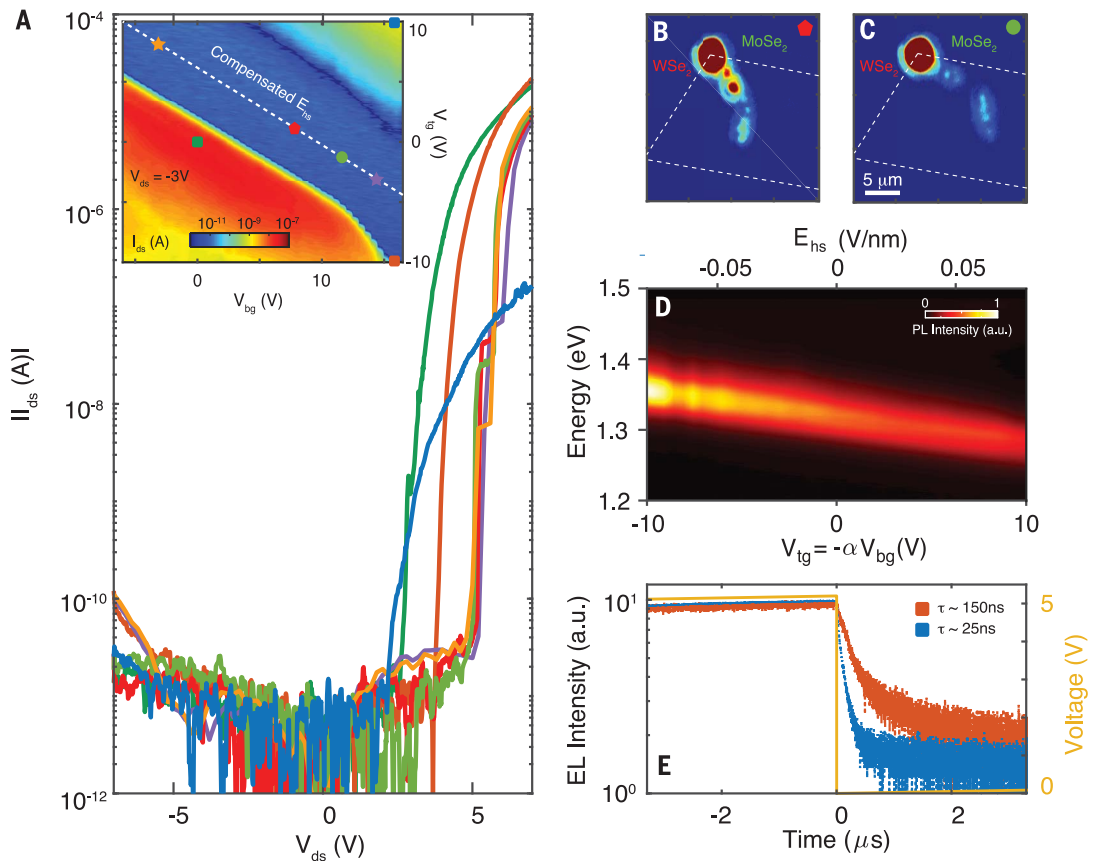 A
10⁻⁴
10⁻⁶
10⁻⁸
10⁻¹⁰
10⁻¹²
|I_ds (A)|
-5
0
5
V_ds (V)
Compensated E_hs
V_ds = -3V
10⁻¹¹ 10⁻⁹ 10⁻⁷
I_ds (A)
0
10
V_bg (V)
10
0
-10
V_tg (V)
B
MoSe₂
WSe₂
C
MoSe₂
WSe₂
5 μm
E_hs (V/nm)
-0.05 0 0.05
D
0 1
PL Intensity (a.u.)
1.5
1.4
1.3
1.2
Energy (eV)
-10 0 10
V_tg = -αV_bg(V)
10¹
10⁰
EL Intensity (a.u.)
τ ~ 150ns
τ ~ 25ns
E
5
0
Voltage (V)
-2 0 2
Time (μs)